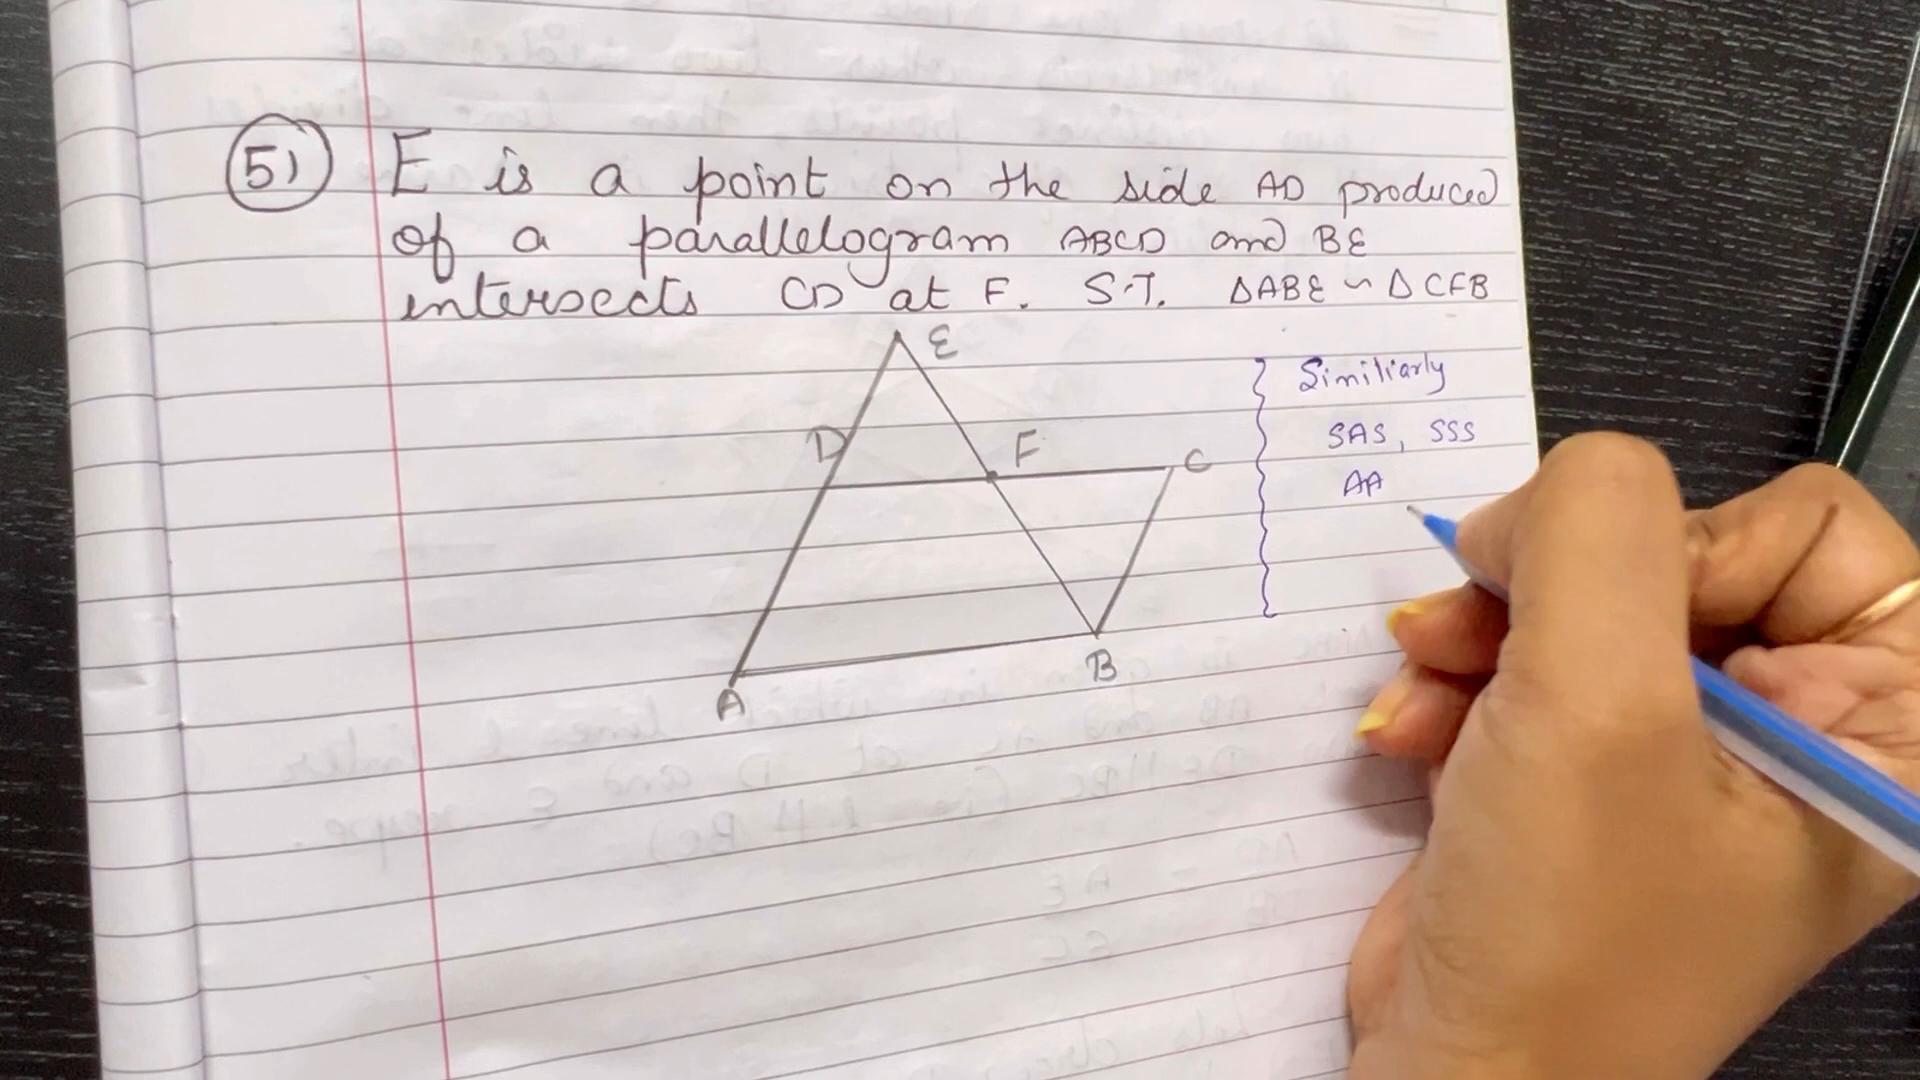 5) E is a point on the side AD produced
of a parallelogram ABCD and BE
intersects CD at F. S.T. ΔABE ~ ΔCFB
E
D
F
C
A
B
Similiarly
SAS, SSS
AA